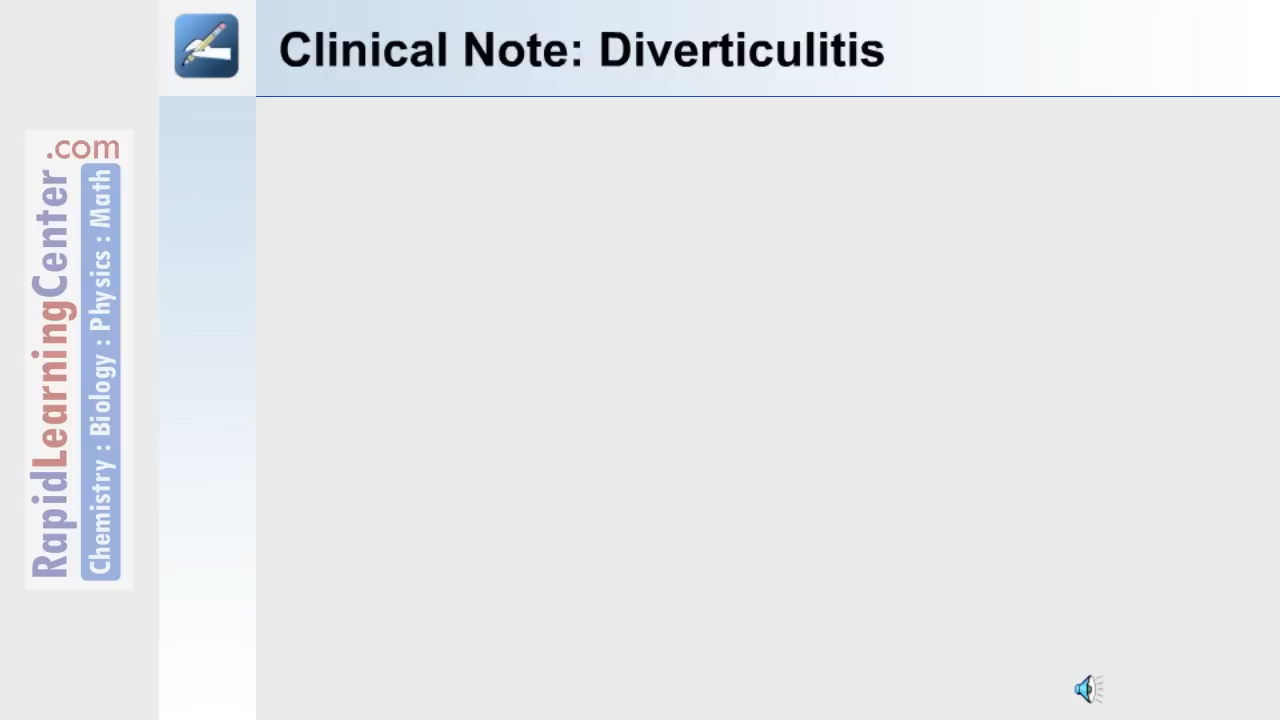 Clinical Note: Diverticulitis
RapidLearningCenter
.com
Chemistry : Biology : Physics : Math